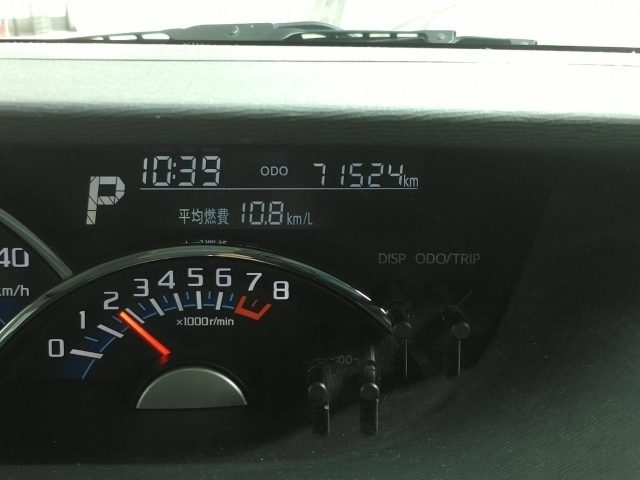 10:39 ODO 71524km
P
平均燃費 10.8km/L
40
km/h
DISP ODO/TRIP
0 1 2 3 4 5 6 7 8
×1000r/min